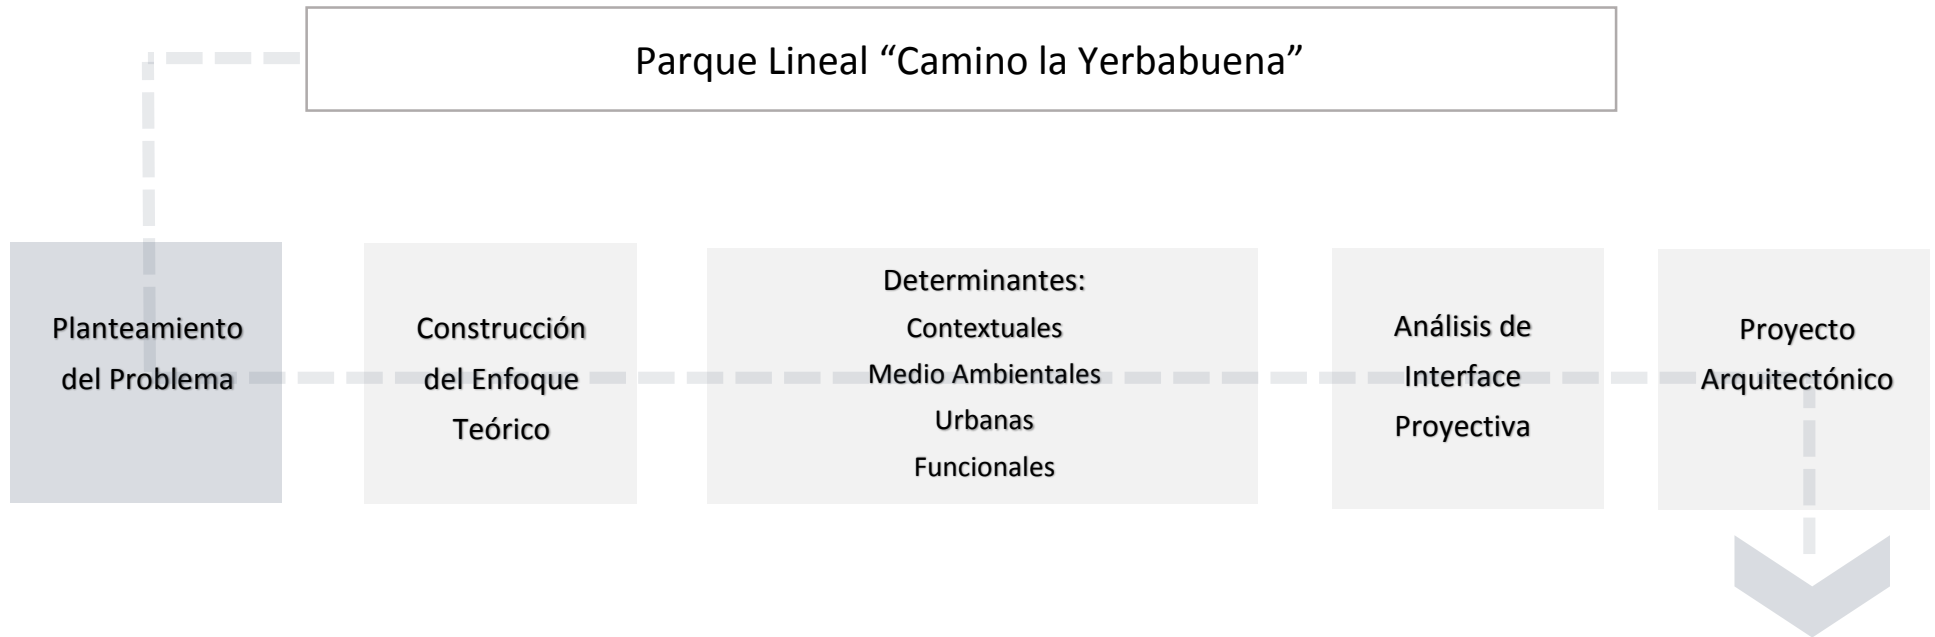 Parque Lineal “Camino la Yerbabuena”
Planteamiento
del Problema
Construcción
del Enfoque
Teórico
Determinantes:
Contextuales
Medio Ambientales
Urbanas
Funcionales
Análisis de
Interface
Proyectiva
Proyecto
Arquitectónico